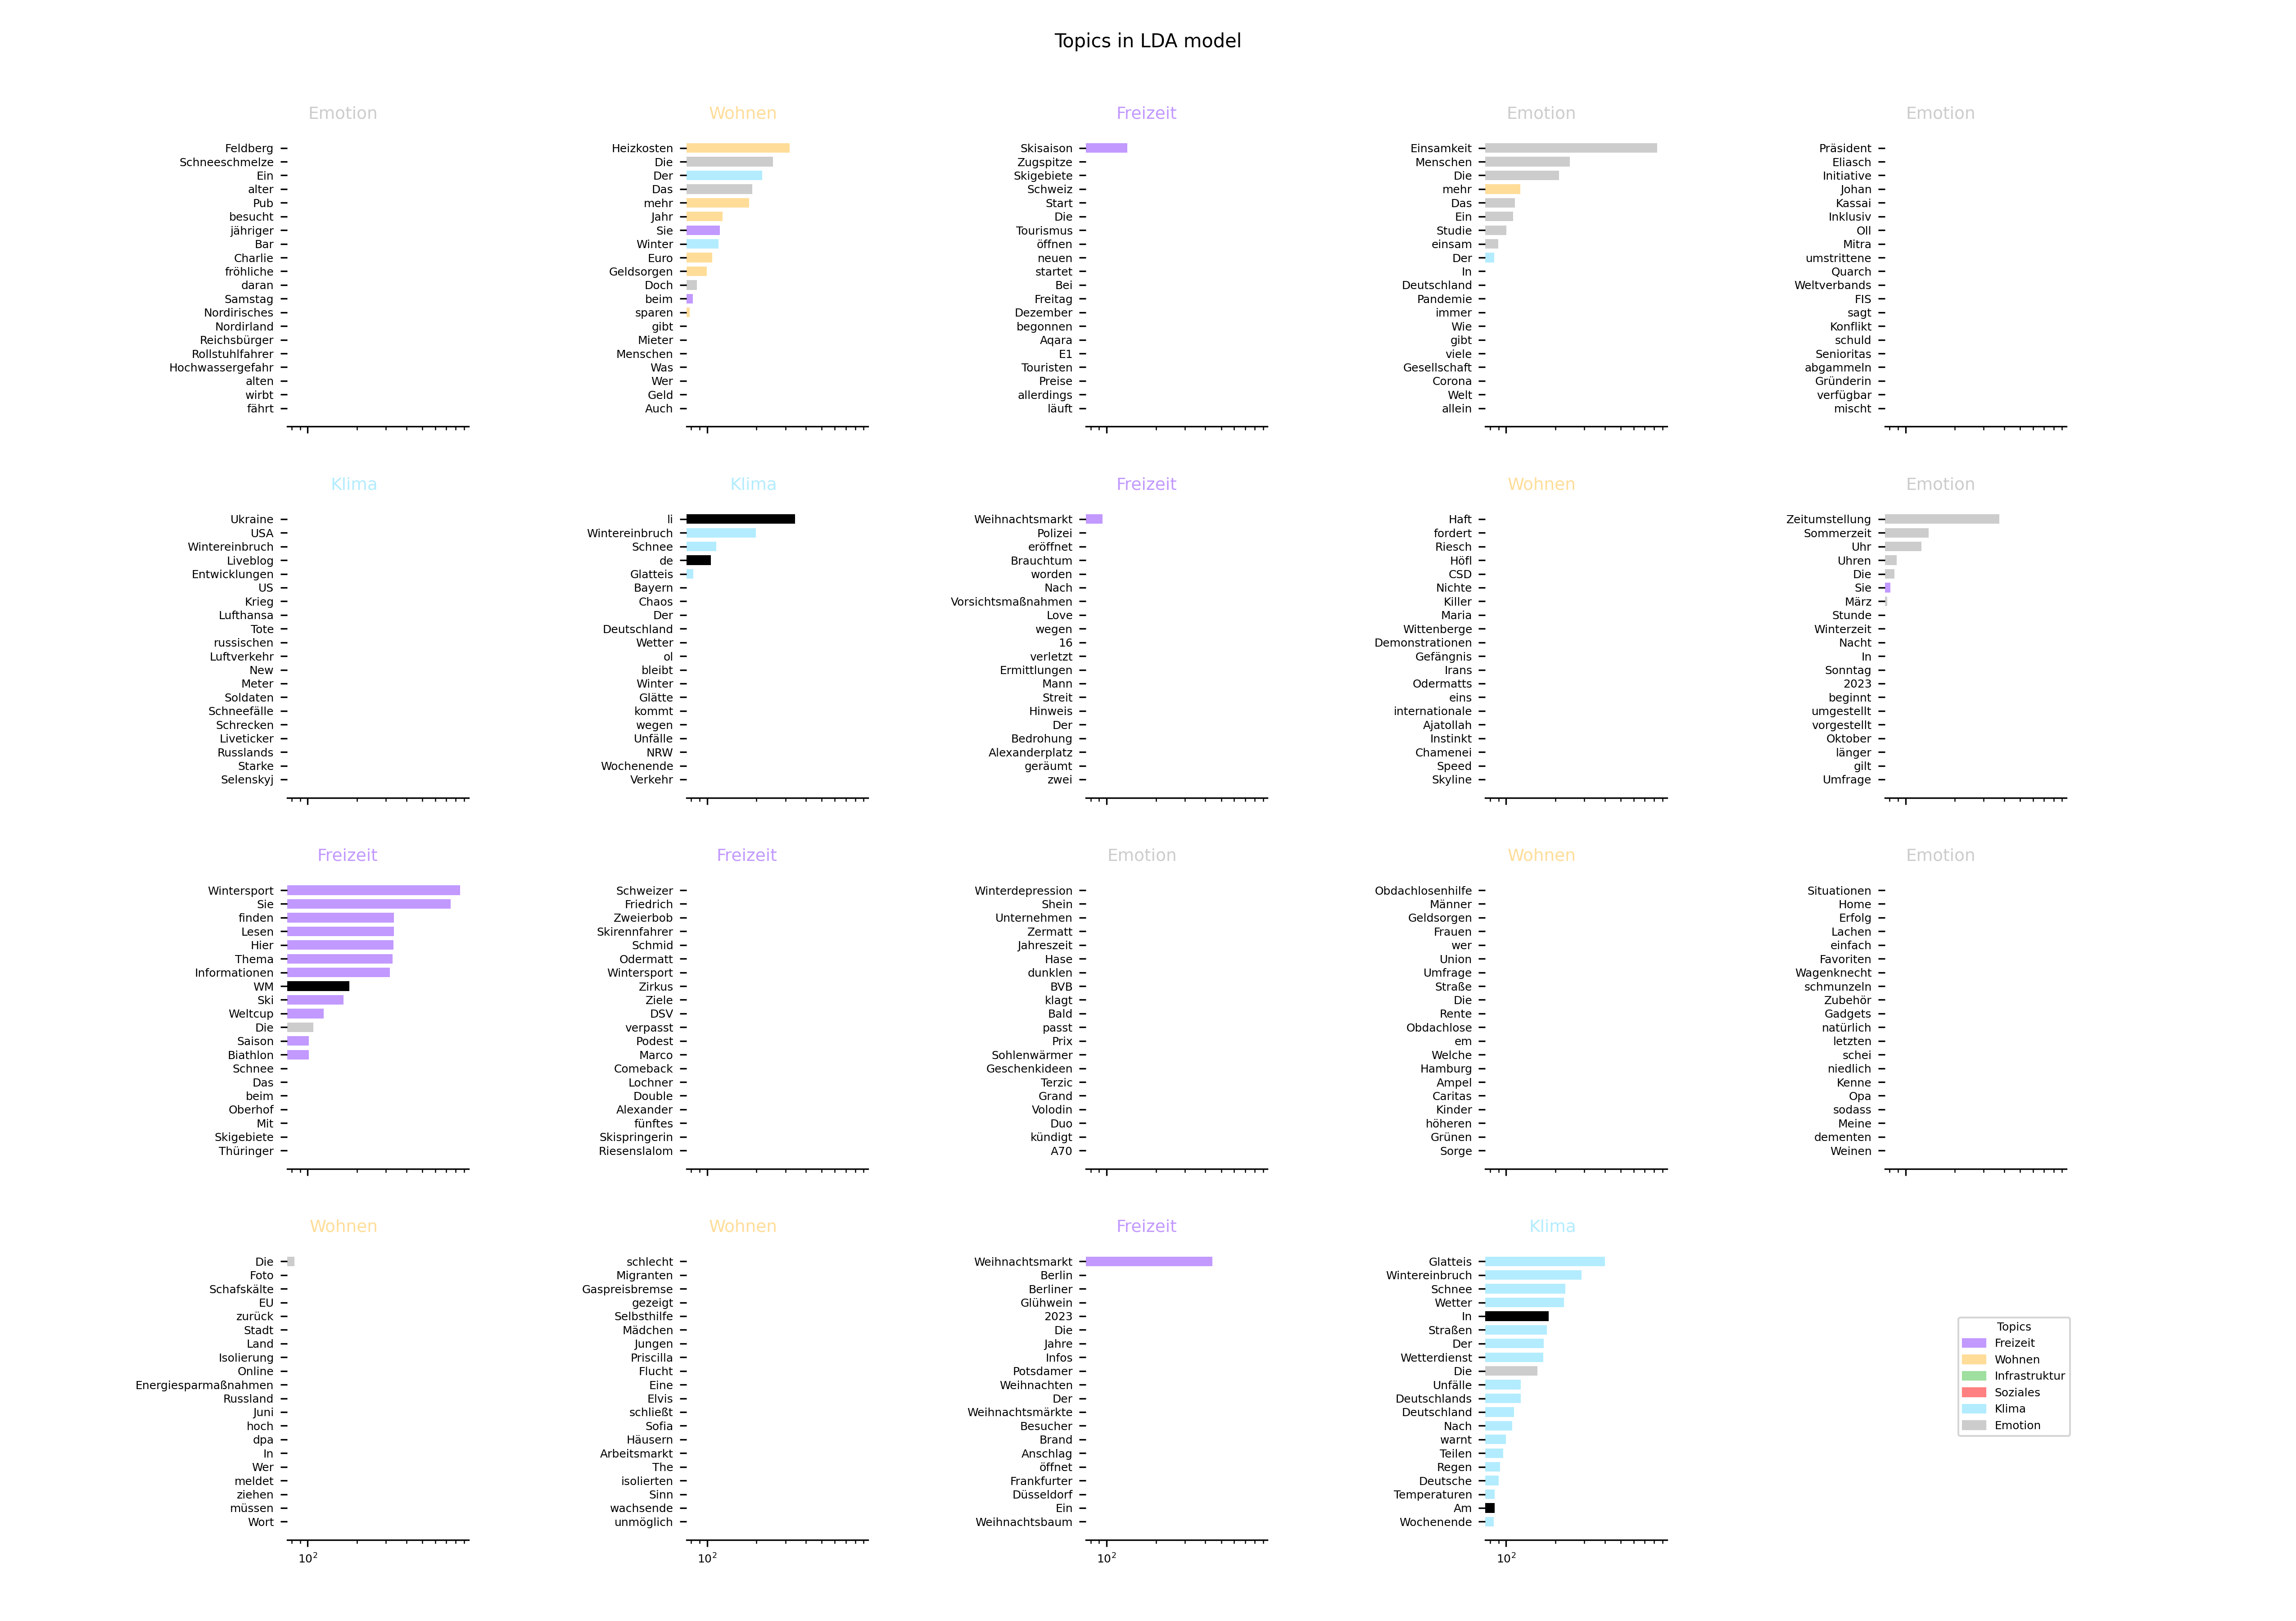 Topics in LDA model
Emotion
Feldberg
Schneeschmelze
Ein
alter
Pub
besucht
jähriger
Bar
Charlie
fröhliche
daran
Samstag
Nordirisches
Nordirland
Reichsbürger
Rollstuhlfahrer
Hochwassergefahr
alten
wirbt
fährt
Wohnen
Heizkosten
Die
Der
Das
mehr
Jahr
Sie
Winter
Euro
Geldsorgen
Doch
beim
sparen
gibt
Mieter
Menschen
Was
Wer
Geld
Auch
Freizeit
Skisaison
Zugspitze
Skigebiete
Schweiz
Start
Die
Tourismus
öffnen
neuen
startet
Bei
Freitag
Dezember
begonnen
Aqara
E1
Touristen
Preise
allerdings
läuft
Emotion
Einsamkeit
Menschen
Die
mehr
Das
Ein
Studie
einsam
Der
In
Deutschland
Pandemie
immer
Wie
gibt
viele
Gesellschaft
Corona
Welt
allein
Emotion
Präsident
Eliasch
Initiative
Johan
Kassai
Inklusiv
Oll
Mitra
umstrittene
Quarch
Weltverbands
FIS
sagt
Konflikt
schuld
Senioritas
abgammeln
Gründerin
verfügbar
mischt
Klima
Ukraine
USA
Wintereinbruch
Liveblog
Entwicklungen
US
Krieg
Lufthansa
Tote
russischen
Luftverkehr
New
Meter
Soldaten
Schneefälle
Schrecken
Liveticker
Russlands
Starke
Selenskyj
Klima
li
Wintereinbruch
Schnee
de
Glatteis
Bayern
Chaos
Der
Deutschland
Wetter
ol
bleibt
Winter
Glätte
kommt
wegen
Unfälle
NRW
Wochenende
Verkehr
Freizeit
Weihnachtsmarkt
Polizei
eröffnet
Brauchtum
worden
Nach
Vorsichtsmaßnahmen
Love
wegen
16
verletzt
Ermittlungen
Mann
Streit
Hinweis
Der
Bedrohung
Alexanderplatz
geräumt
zwei
Wohnen
Haft
fordert
Riesch
Höfl
CSD
Nichte
Killer
Maria
Wittenberge
Demonstrationen
Gefängnis
Irans
Odermatts
eins
internationale
Ajatollah
Instinkt
Chamenei
Speed
Skyline
Emotion
Zeitumstellung
Sommerzeit
Uhr
Uhren
Die
Sie
März
Stunde
Winterzeit
Nacht
In
Sonntag
2023
beginnt
umgestellt
vorgestellt
Oktober
länger
gilt
Umfrage
Freizeit
Wintersport
Sie
finden
Lesen
Hier
Thema
Informationen
WM
Ski
Weltcup
Die
Saison
Biathlon
Schnee
Das
beim
Oberhof
Mit
Skigebiete
Thüringer
Freizeit
Schweizer
Friedrich
Zweierbob
Skirennfahrer
Schmid
Odermatt
Wintersport
Zirkus
Ziele
DSV
verpasst
Podest
Marco
Comeback
Lochner
Double
Alexander
fünftes
Skispringerin
Riesenslalom
Emotion
Winterdepression
Shein
Unternehmen
Zermatt
Jahreszeit
Hase
dunklen
BVB
klagt
Bald
passt
Prix
Sohlenwärmer
Geschenkideen
Terzic
Grand
Volodin
Duo
kündigt
A70
Wohnen
Obdachlosenhilfe
Männer
Geldsorgen
Frauen
wer
Union
Umfrage
Straße
Die
Rente
Obdachlose
em
Welche
Hamburg
Ampel
Caritas
Kinder
höheren
Grünen
Sorge
Emotion
Situationen
Home
Erfolg
Lachen
einfach
Favoriten
Wagenknecht
schmunzeln
Zubehör
Gadgets
natürlich
letzten
schei
niedlich
Kenne
Opa
sodass
Meine
dementen
Weinen
Wohnen
Die
Foto
Schafskälte
EU
zurück
Stadt
Land
Isolierung
Online
Energiesparmaßnahmen
Russland
Juni
hoch
dpa
In
Wer
meldet
ziehen
müssen
Wort
10²
Wohnen
schlecht
Migranten
Gaspreisbremse
gezeigt
Selbsthilfe
Mädchen
Jungen
Priscilla
Flucht
Eine
Elvis
schließt
Sofia
Häusern
Arbeitsmarkt
The
isolierten
Sinn
wachsende
unmöglich
10²
Freizeit
Weihnachtsmarkt
Berlin
Berliner
Glühwein
2023
Die
Jahre
Infos
Potsdamer
Weihnachten
Der
Weihnachtsmärkte
Besucher
Brand
Anschlag
öffnet
Frankfurter
Düsseldorf
Ein
Weihnachtsbaum
10²
Klima
Glatteis
Wintereinbruch
Schnee
Wetter
In
Straßen
Der
Wetterdienst
Die
Unfälle
Deutschlands
Deutschland
Nach
warnt
Teilen
Regen
Deutsche
Temperaturen
Am
Wochenende
10²
Topics
Freizeit
Wohnen
Infrastruktur
Soziales
Klima
Emotion